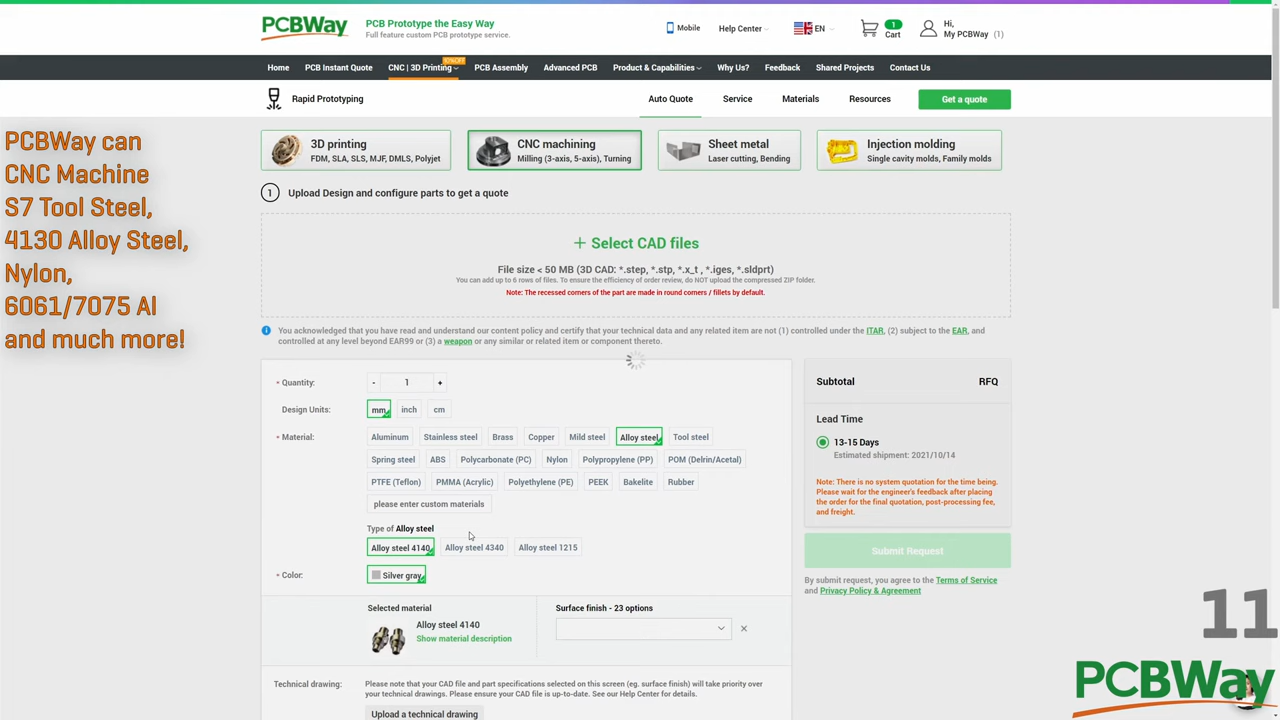 PCBWay
PCB Prototype the Easy Way
Full feature custom PCB prototype service.
Mobile
Help Center
EN
1
Cart
Hi,
My PCBWay (1)
Home
PCB Instant Quote
CNC | 3D Printing
10%OFF
PCB Assembly
Advanced PCB
Product & Capabilities
Why Us?
Feedback
Shared Projects
Contact Us
Rapid Prototyping
Auto Quote
Service
Materials
Resources
Get a quote
PCBWay can
CNC Machine
S7 Tool Steel,
4130 Alloy Steel,
Nylon,
6061/7075 Al
and much more!
3D printing
FDM, SLA, SLS, MJF, DMLS, Polyjet
CNC machining
Milling (3-axis, 5-axis), Turning
Sheet metal
Laser cutting, Bending
Injection molding
Single cavity molds, Family molds
1 Upload Design and configure parts to get a quote
+ Select CAD files
File size < 50 MB (3D CAD: *.step, *.stp, *.x_t , *.iges, *.sldprt)
You can add up to 6 rows of files. To ensure the efficiency of order review, do NOT upload the compressed ZIP folder.
Note: The recessed corners of the part are made in round corners / fillets by default.
You acknowledged that you have read and understand our content policy and certify that your technical data and any related item are not (1) controlled under the ITAR, (2) subject to the EAR, and
controlled at any level beyond EAR99 or (3) a weapon or any similar or related item or component thereto.
* Quantity:
- 1 +
Design Units:
mm inch cm
* Material:
Aluminum Stainless steel Brass Copper Mild steel Alloy steel Tool steel
Spring steel ABS Polycarbonate (PC) Nylon Polypropylene (PP) POM (Delrin/Acetal)
PTFE (Teflon) PMMA (Acrylic) Polyethylene (PE) PEEK Bakelite Rubber
please enter custom materials
Type of Alloy steel
Alloy steel 4140 Alloy steel 4340 Alloy steel 1215
* Color:
Silver gray
Selected material
Alloy steel 4140
Show material description
Surface finish - 23 options
Technical drawing:
Please note that your CAD file and part specifications selected on this screen (eg. surface finish) will take priority over
your technical drawings. Please ensure your CAD file is up-to-date. See our Help Center for details.
Upload a technical drawing
Subtotal
RFQ
Lead Time
13-15 Days
Estimated shipment: 2021/10/14
Note: There is no system quotation for the time being.
Please wait for the engineer's feedback after placing
the order for the final quotation, post-processing fee,
and freight.
Submit Request
By submit request, you agree to the Terms of Service
and Privacy Policy & Agreement
11
PCBWay